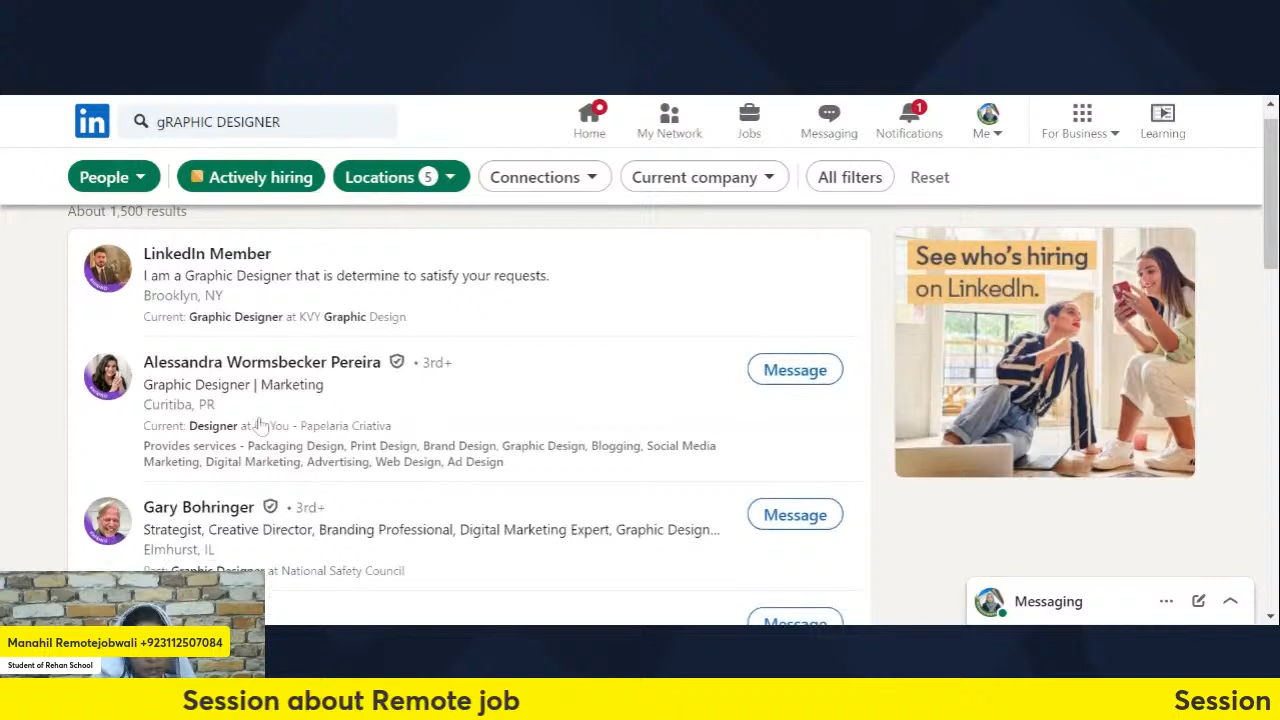 in
gRAPHIC DESIGNER
Home
My Network
Jobs
Messaging
1
Notifications
Me
For Business
Learning
People
Actively hiring
Locations 5
Connections
Current company
All filters
Reset
About 1,500 results
LinkedIn Member
I am a Graphic Designer that is determine to satisfy your requests.
Brooklyn, NY
Current: Graphic Designer at KVY Graphic Design
Alessandra Wormsbecker Pereira • 3rd+
Message
Graphic Designer | Marketing
Curitiba, PR
Current: Designer at You - Papelaria Criativa
Provides services - Packaging Design, Print Design, Brand Design, Graphic Design, Blogging, Social Media
Marketing, Digital Marketing, Advertising, Web Design, Ad Design
Gary Bohringer • 3rd+
Message
Strategist, Creative Director, Branding Professional, Digital Marketing Expert, Graphic Design...
Elmhurst, IL
Past: Graphic Designer at National Safety Council
Message
See who's hiring
on LinkedIn.
Messaging
Manahil Remotejobwali +923112507084
Student of Rehan School
Session about Remote job
Session